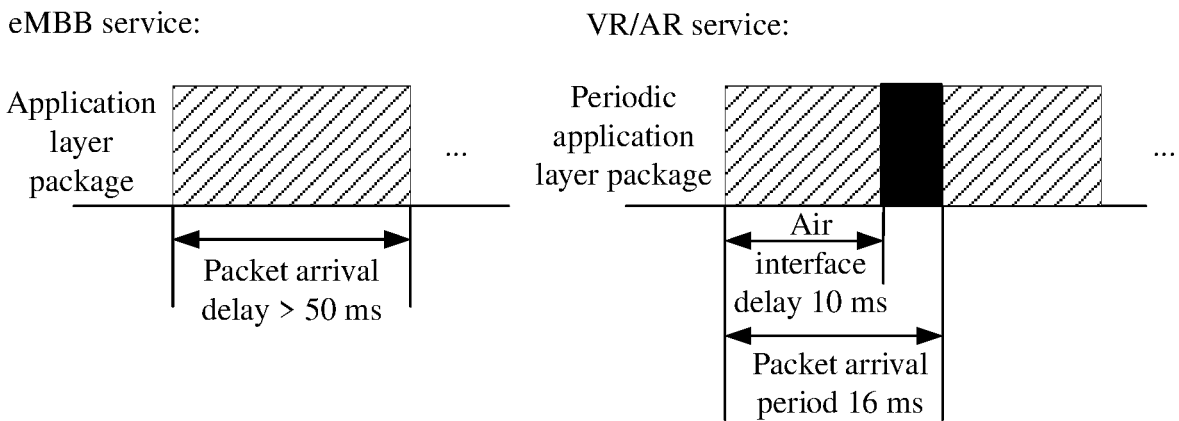 eMBB service:
Application
layer
package
...
Packet arrival
delay > 50 ms
VR/AR service:
Periodic
application
layer package
...
Air
interface
delay 10 ms
Packet arrival
period 16 ms